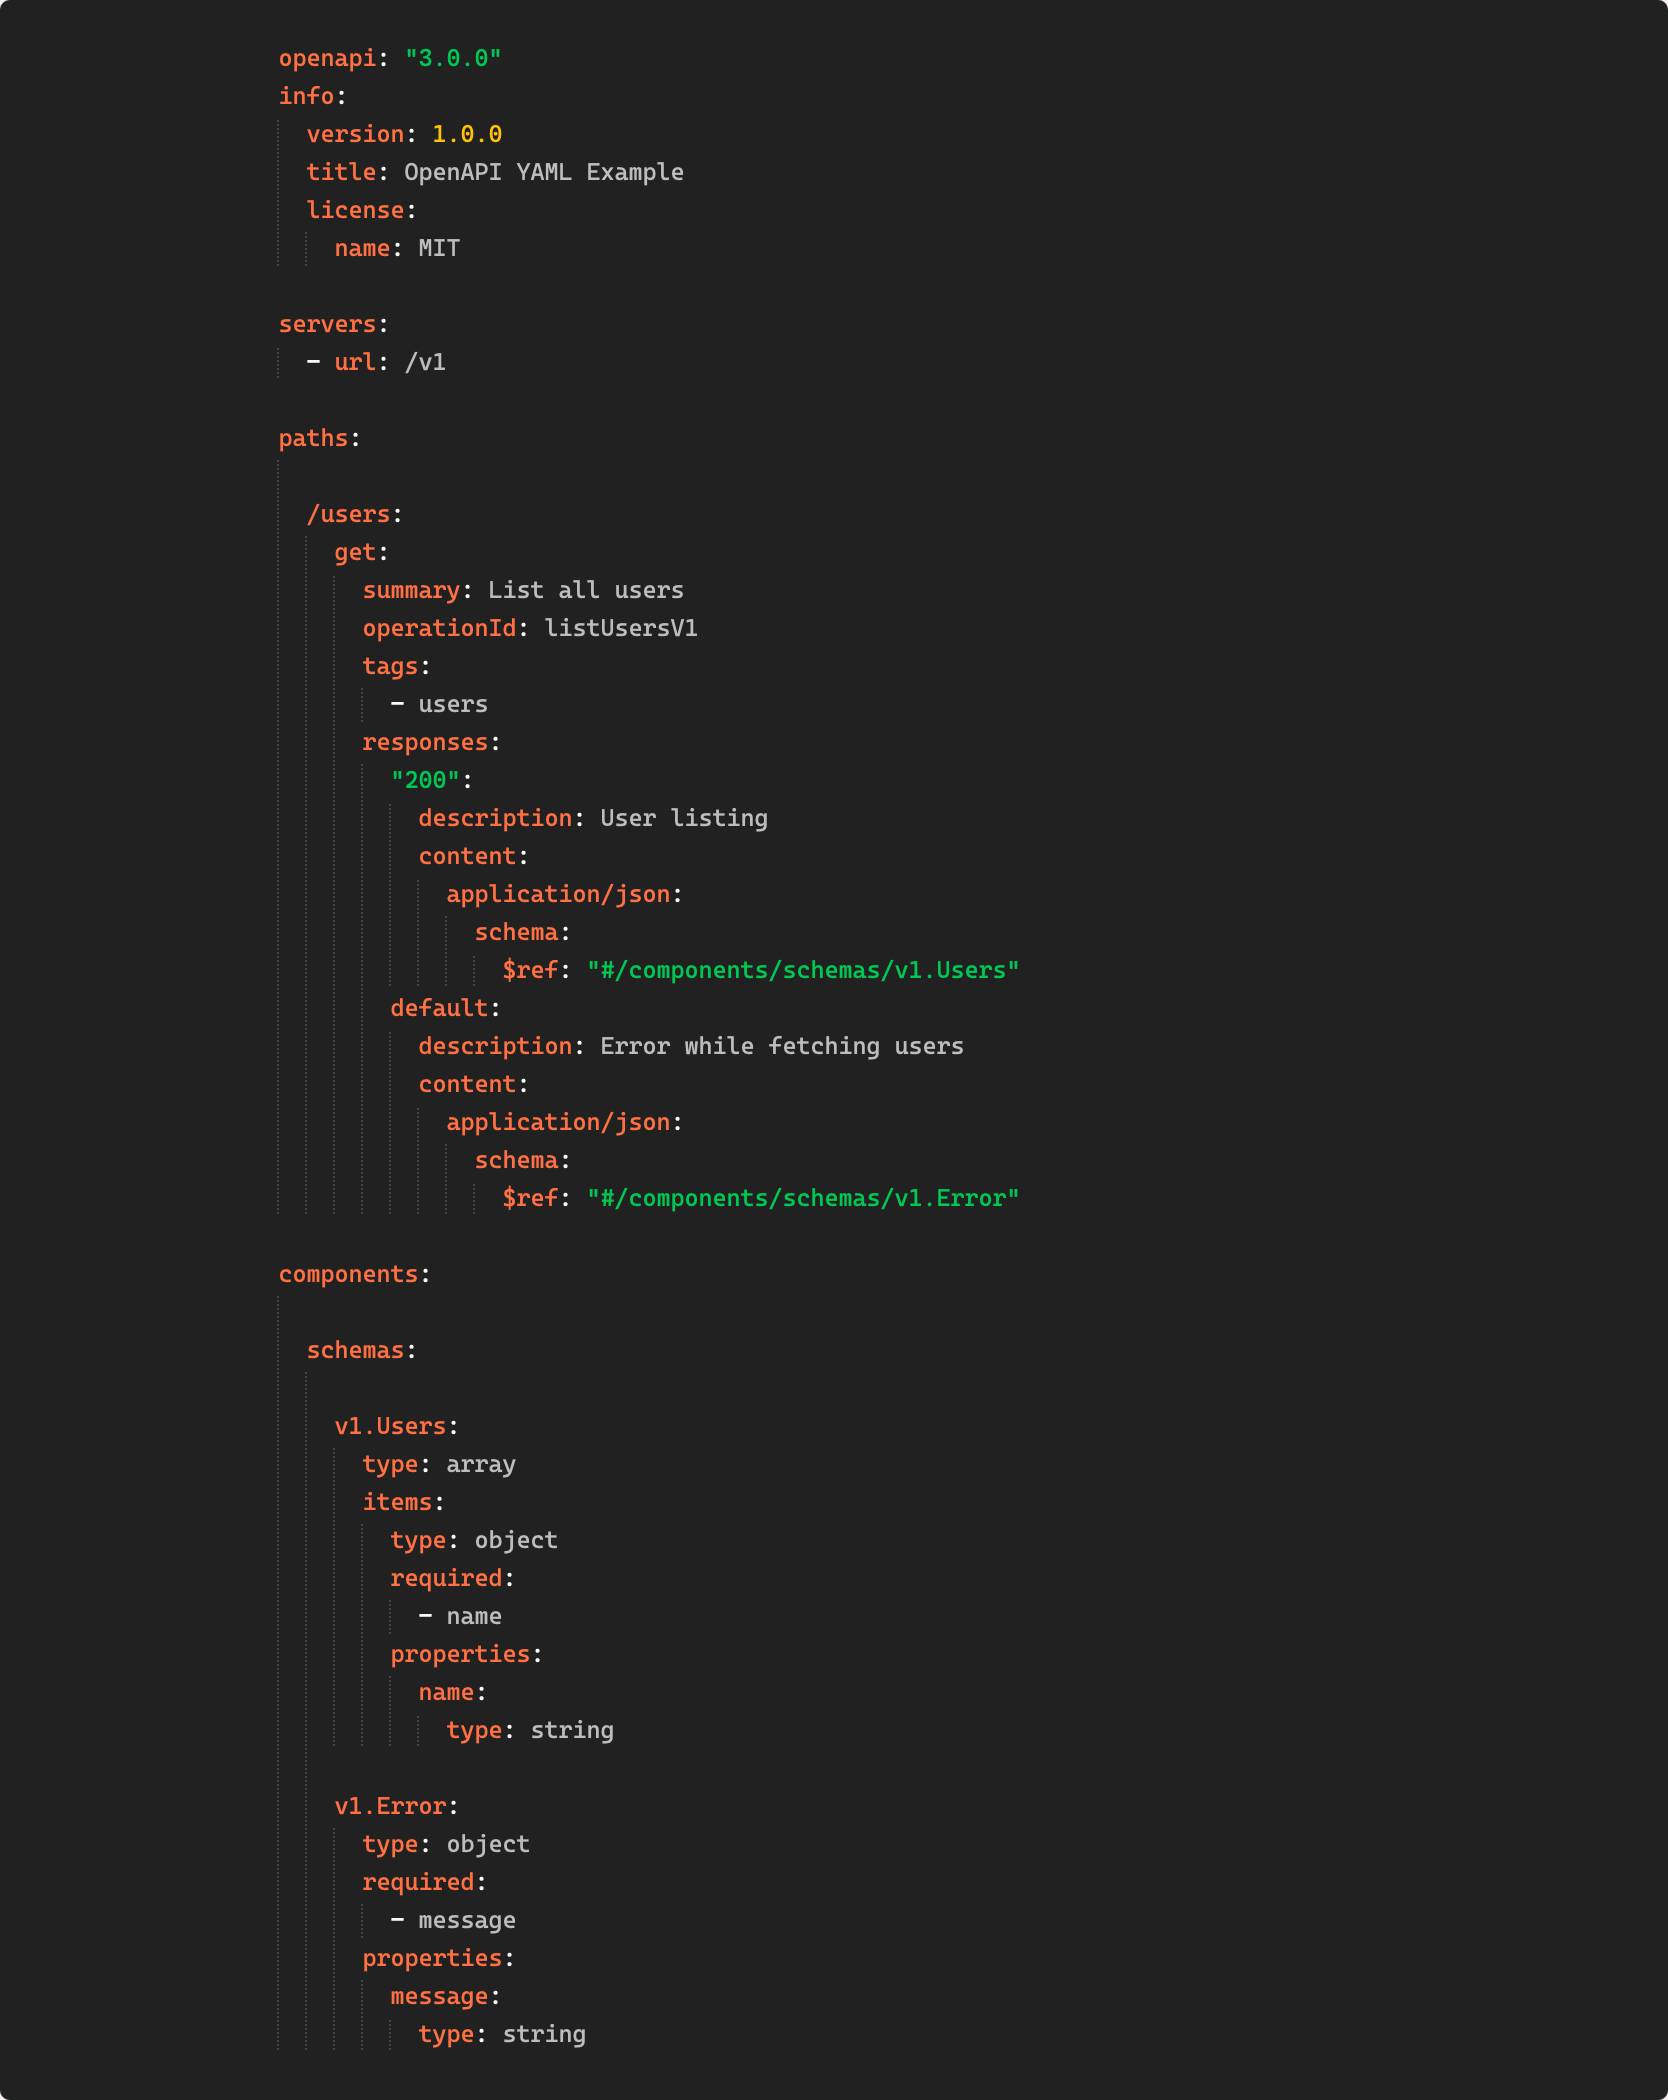 openapi: "3.0.0"
info:
  version: 1.0.0
  title: OpenAPI YAML Example
  license:
    name: MIT

servers:
  - url: /v1

paths:

  /users:
    get:
      summary: List all users
      operationId: listUsersV1
      tags:
        - users
      responses:
        "200":
          description: User listing
          content:
            application/json:
              schema:
                $ref: "#/components/schemas/v1.Users"
        default:
          description: Error while fetching users
          content:
            application/json:
              schema:
                $ref: "#/components/schemas/v1.Error"

components:

  schemas:

    v1.Users:
      type: array
      items:
        type: object
        required:
          - name
        properties:
          name:
            type: string

    v1.Error:
      type: object
      required:
        - message
      properties:
        message:
          type: string